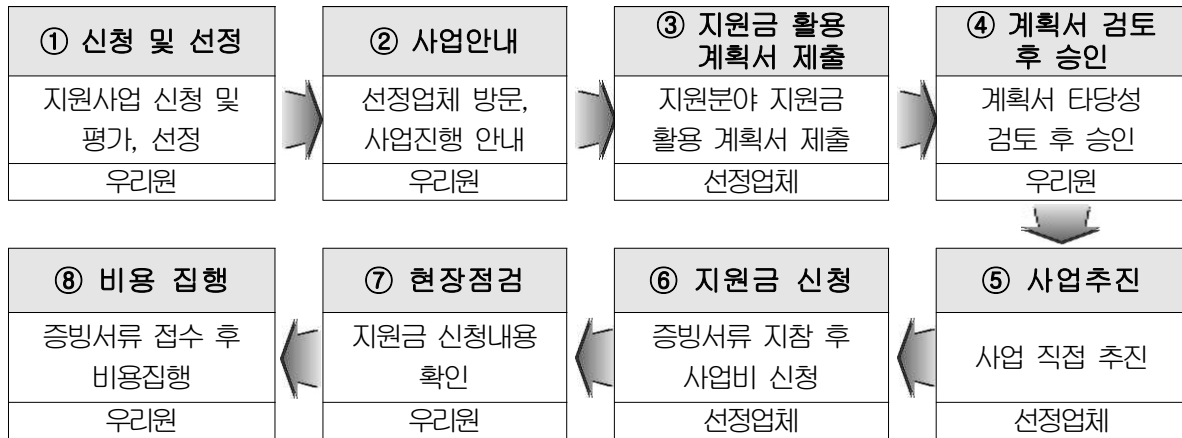 ① 신청 및 선정
지원사업 신청 및
평가, 선정
우리원
② 사업안내
선정업체 방문,
사업진행 안내
우리원
③ 지원금 활용
계획서 제출
지원분야 지원금
활용 계획서 제출
선정업체
④ 계획서 검토
후 승인
계획서 타당성
검토 후 승인
우리원
⑤ 사업추진
사업 직접 추진
선정업체
⑥ 지원금 신청
증빙서류 지참 후
사업비 신청
선정업체
⑦ 현장점검
지원금 신청내용
확인
우리원
⑧ 비용 집행
증빙서류 접수 후
비용집행
우리원